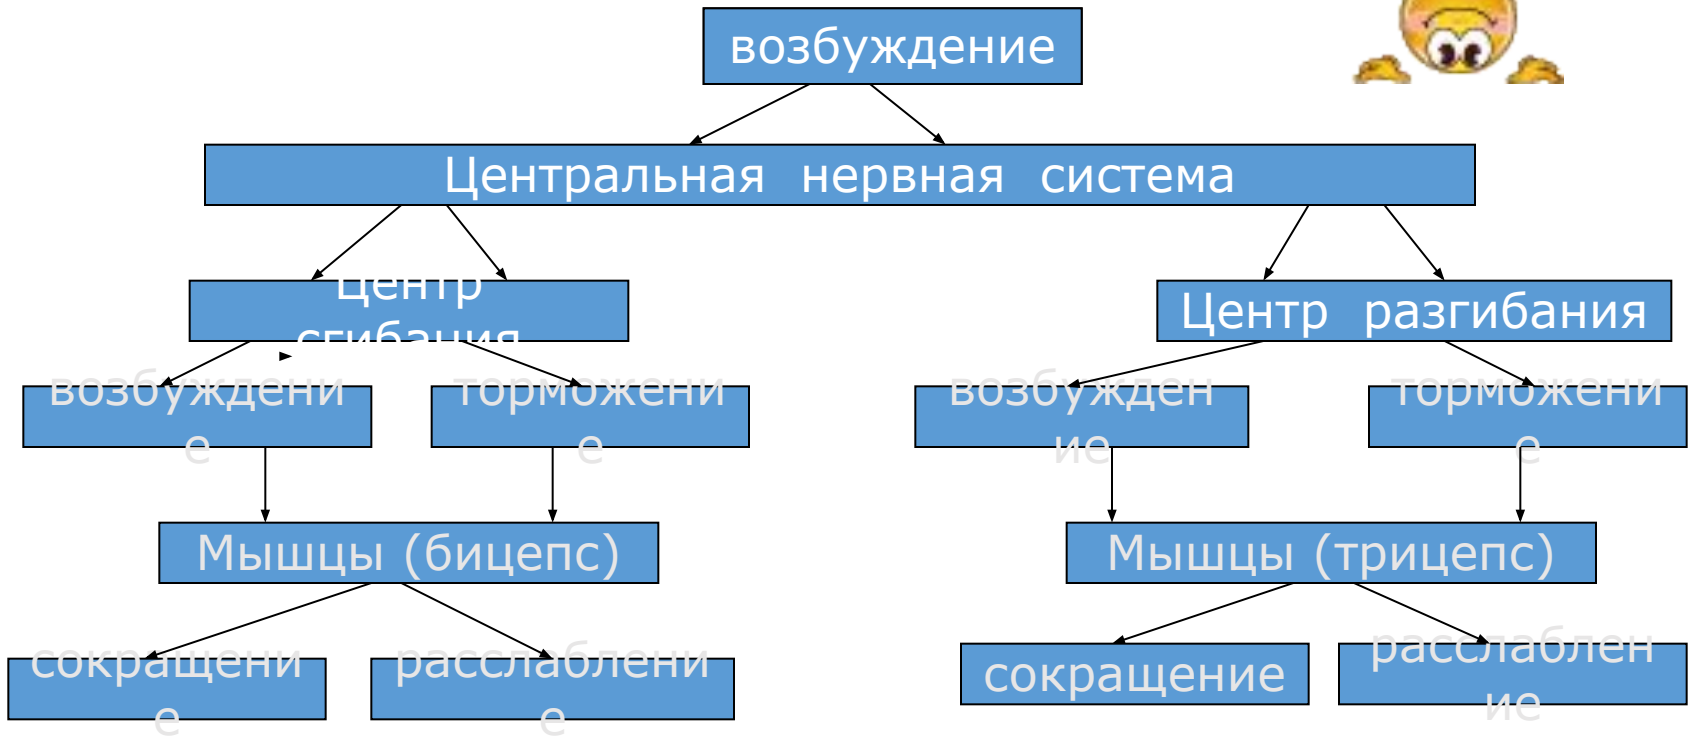 возбуждение
Центральная нервная система
Центр
сгибания
Центр разгибания
возбуждени
е
торможени
е
возбужден
ие
торможени
е
Мышцы (бицепс)
Мышцы (трицепс)
сокращени
е
расслаблени
е
сокращение
расслаблен
ие